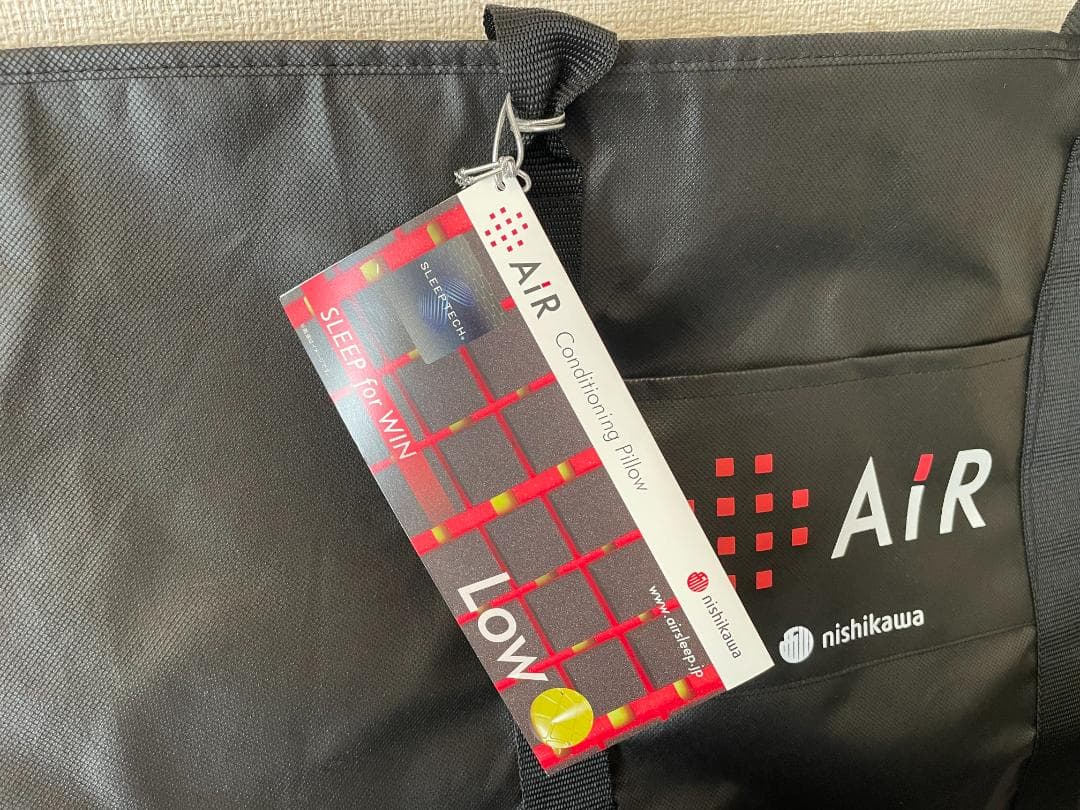 AiR Conditioning Pillow
SLEEPTECH®
SLEEP for WIN
LOW
www.airsleep.jp
nishikawa
AiR
nishikawa